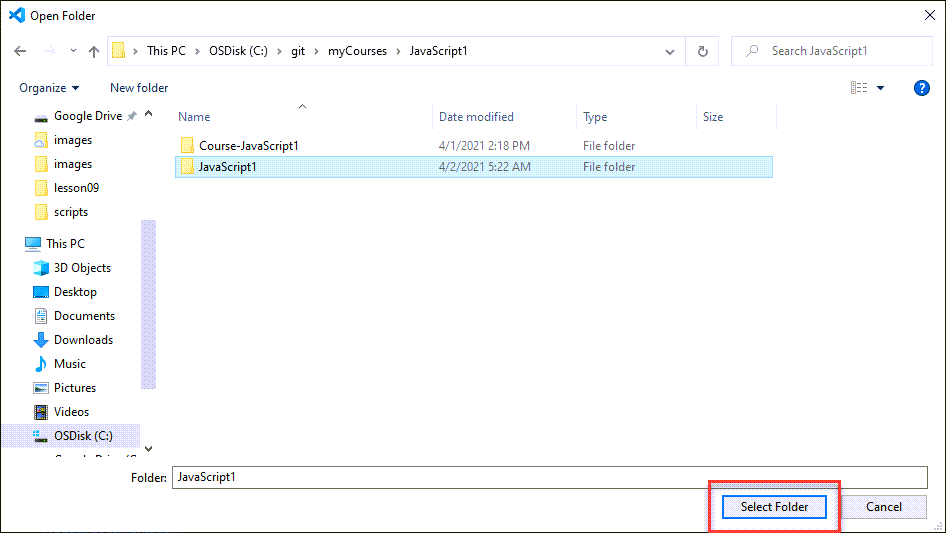 Open Folder
This PC > OSDisk (C:) > git > myCourses > JavaScript1
Search JavaScript1
Organize
New folder
Name Date modified Type Size
Course-JavaScript1 4/1/2021 2:18 PM File folder
JavaScript1 4/2/2021 5:22 AM File folder
Google Drive
images
images
lesson09
scripts
This PC
3D Objects
Desktop
Documents
Downloads
Music
Pictures
Videos
OSDisk (C:)
Folder: JavaScript1
Select Folder Cancel